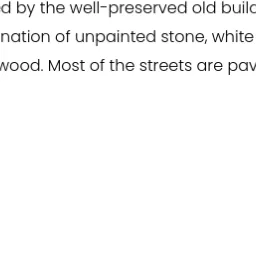 d by the well-preserved old build
nation of unpainted stone, white
wood. Most of the streets are pav